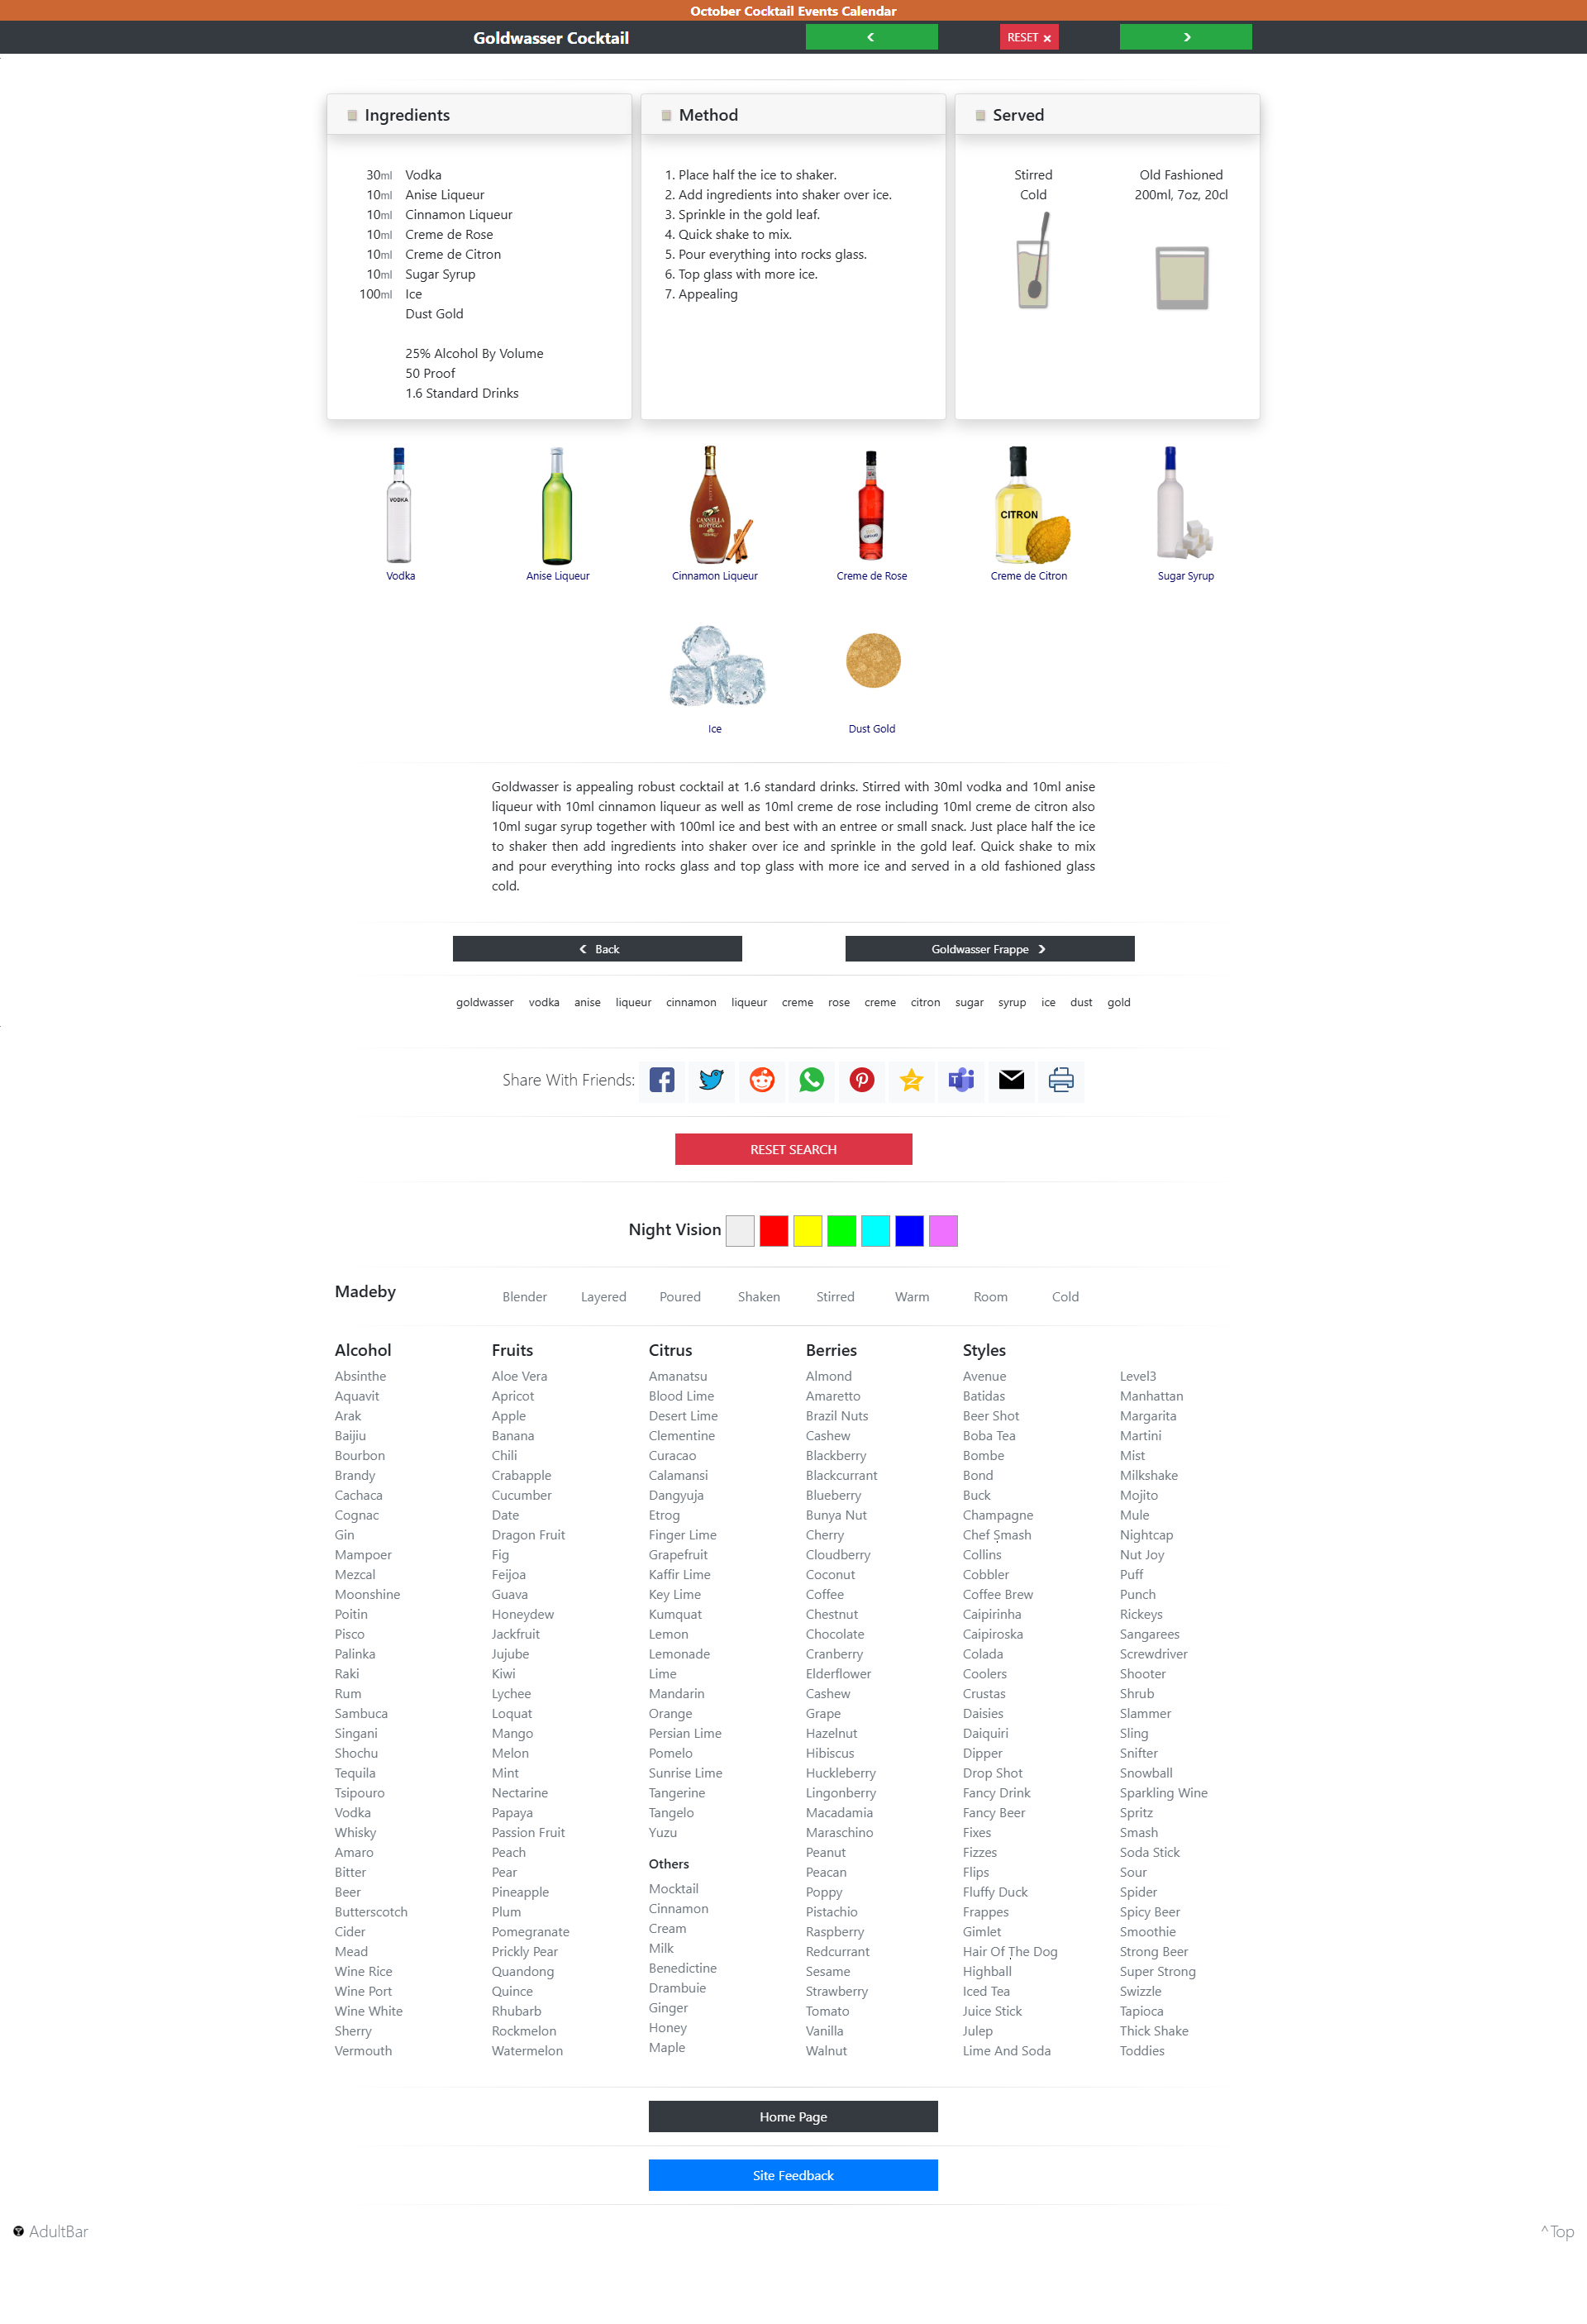 October Cocktail Events Calendar
Goldwasser Cocktail
RESET ×
Ingredients
30ml Vodka
10ml Anise Liqueur
10ml Cinnamon Liqueur
10ml Creme de Rose
10ml Creme de Citron
10ml Sugar Syrup
100ml Ice
Dust Gold
25% Alcohol By Volume
50 Proof
1.6 Standard Drinks
Method
1. Place half the ice to shaker.
2. Add ingredients into shaker over ice.
3. Sprinkle in the gold leaf.
4. Quick shake to mix.
5. Pour everything into rocks glass.
6. Top glass with more ice.
7. Appealing
Served
Stirred
Cold
Old Fashioned
200ml, 7oz, 20cl
VODKA
CANNELLA
BOTTEGA
CITRON
Vodka
Anise Liqueur
Cinnamon Liqueur
Creme de Rose
Creme de Citron
Sugar Syrup
Ice
Dust Gold
Goldwasser is appealing robust cocktail at 1.6 standard drinks. Stirred with 30ml vodka and 10ml anise
liqueur with 10ml cinnamon liqueur as well as 10ml creme de rose including 10ml creme de citron also
10ml sugar syrup together with 100ml ice and best with an entree or small snack. Just place half the ice
to shaker then add ingredients into shaker over ice and sprinkle in the gold leaf. Quick shake to mix
and pour everything into rocks glass and top glass with more ice and served in a old fashioned glass
cold.
Back
Goldwasser Frappe
goldwasser vodka anise liqueur cinnamon liqueur creme rose creme citron sugar syrup ice dust gold
Share With Friends:
RESET SEARCH
Night Vision
Madeby
Blender Layered Poured Shaken Stirred Warm Room Cold
Alcohol
Absinthe
Aquavit
Arak
Baijiu
Bourbon
Brandy
Cachaca
Cognac
Gin
Mampoer
Mezcal
Moonshine
Poitin
Pisco
Palinka
Raki
Rum
Sambuca
Singani
Shochu
Tequila
Tsipouro
Vodka
Whisky
Amaro
Bitter
Beer
Butterscotch
Cider
Mead
Wine Rice
Wine Port
Wine White
Sherry
Vermouth
Fruits
Aloe Vera
Apricot
Apple
Banana
Chili
Crabapple
Cucumber
Date
Dragon Fruit
Fig
Feijoa
Guava
Honeydew
Jackfruit
Jujube
Kiwi
Lychee
Loquat
Mango
Melon
Mint
Nectarine
Papaya
Passion Fruit
Peach
Pear
Pineapple
Plum
Pomegranate
Prickly Pear
Quandong
Quince
Rhubarb
Rockmelon
Watermelon
Citrus
Amanatsu
Blood Lime
Desert Lime
Clementine
Curacao
Calamansi
Dangyuja
Etrog
Finger Lime
Grapefruit
Kaffir Lime
Key Lime
Kumquat
Lemon
Lemonade
Lime
Mandarin
Orange
Persian Lime
Pomelo
Sunrise Lime
Tangerine
Tangelo
Yuzu
Others
Mocktail
Cinnamon
Cream
Milk
Benedictine
Drambuie
Ginger
Honey
Maple
Berries
Almond
Amaretto
Brazil Nuts
Cashew
Blackberry
Blackcurrant
Blueberry
Bunya Nut
Cherry
Cloudberry
Coconut
Coffee
Chestnut
Chocolate
Cranberry
Elderflower
Cashew
Grape
Hazelnut
Hibiscus
Huckleberry
Lingonberry
Macadamia
Maraschino
Peanut
Peacan
Poppy
Pistachio
Raspberry
Redcurrant
Sesame
Strawberry
Tomato
Vanilla
Walnut
Styles
Avenue
Batidas
Beer Shot
Boba Tea
Bombe
Bond
Buck
Champagne
Chef Smash
Collins
Cobbler
Coffee Brew
Caipirinha
Caipiroska
Colada
Coolers
Crustas
Daisies
Daiquiri
Dipper
Drop Shot
Fancy Drink
Fancy Beer
Fixes
Fizzes
Flips
Fluffy Duck
Frappes
Gimlet
Hair Of The Dog
Highball
Iced Tea
Juice Stick
Julep
Lime And Soda
Level3
Manhattan
Margarita
Martini
Mist
Milkshake
Mojito
Mule
Nightcap
Nut Joy
Puff
Punch
Rickeys
Sangarees
Screwdriver
Shooter
Shrub
Slammer
Sling
Snifter
Snowball
Sparkling Wine
Spritz
Smash
Soda Stick
Sour
Spider
Spicy Beer
Smoothie
Strong Beer
Super Strong
Swizzle
Tapioca
Thick Shake
Toddies
Home Page
Site Feedback
AdultBar
^Top